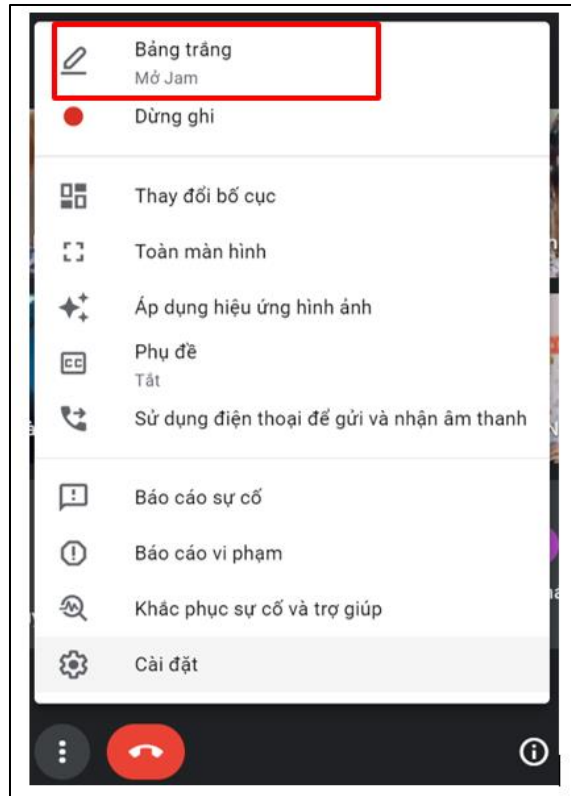 Bảng trắng
Mở Jam
Dừng ghi
Thay đổi bố cục
Toàn màn hình
Áp dụng hiệu ứng hình ảnh
Phụ đề
Tắt
Sử dụng điện thoại để gửi và nhận âm thanh
Báo cáo sự cố
Báo cáo vi phạm
Khắc phục sự cố và trợ giúp
Cài đặt